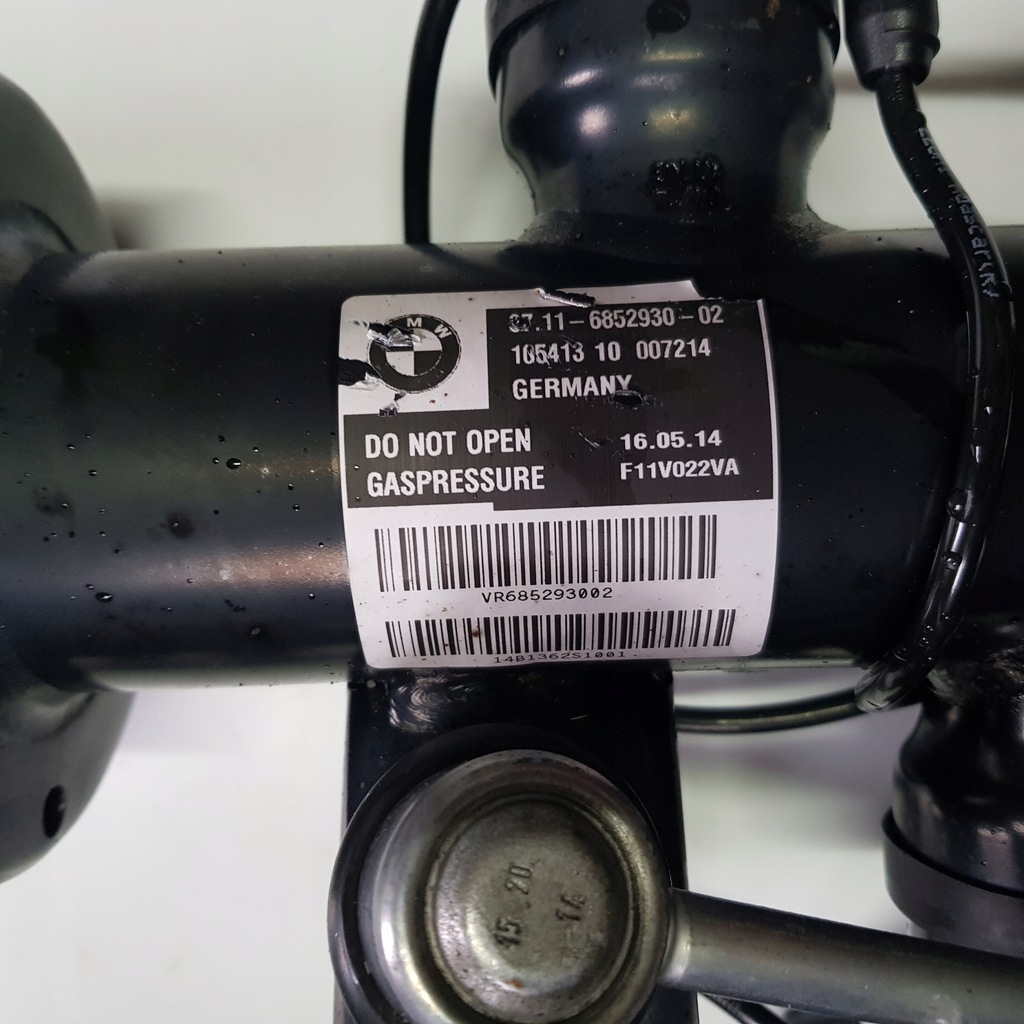 M W
37.11-6852930-02
105413 10 007214
GERMANY
DO NOT OPEN
16.05.14
GASPRESSURE
F11V022VA
VR685293002
14B1362S1001
15 . 20
14